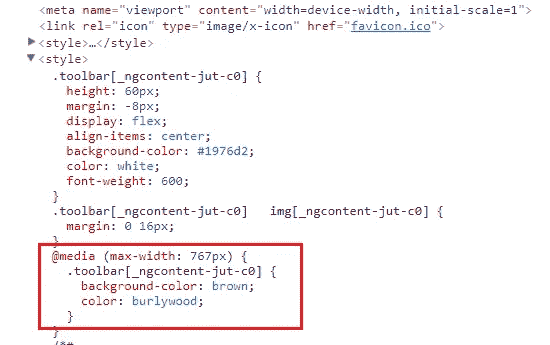 <meta name="viewport" content="width=device-width, initial-scale=1">
<link rel="icon" type="image/x-icon" href="favicon.ico">
<style>…</style>
<style>
.toolbar[_ngcontent-jut-c0] {
height: 60px;
margin: -8px;
display: flex;
align-items: center;
background-color: #1976d2;
color: white;
font-weight: 600;
}
.toolbar[_ngcontent-jut-c0]   img[_ngcontent-jut-c0] {
margin: 0 16px;
}
@media (max-width: 767px) {
.toolbar[_ngcontent-jut-c0] {
background-color: brown;
color: burlywood;
}
}
/*#